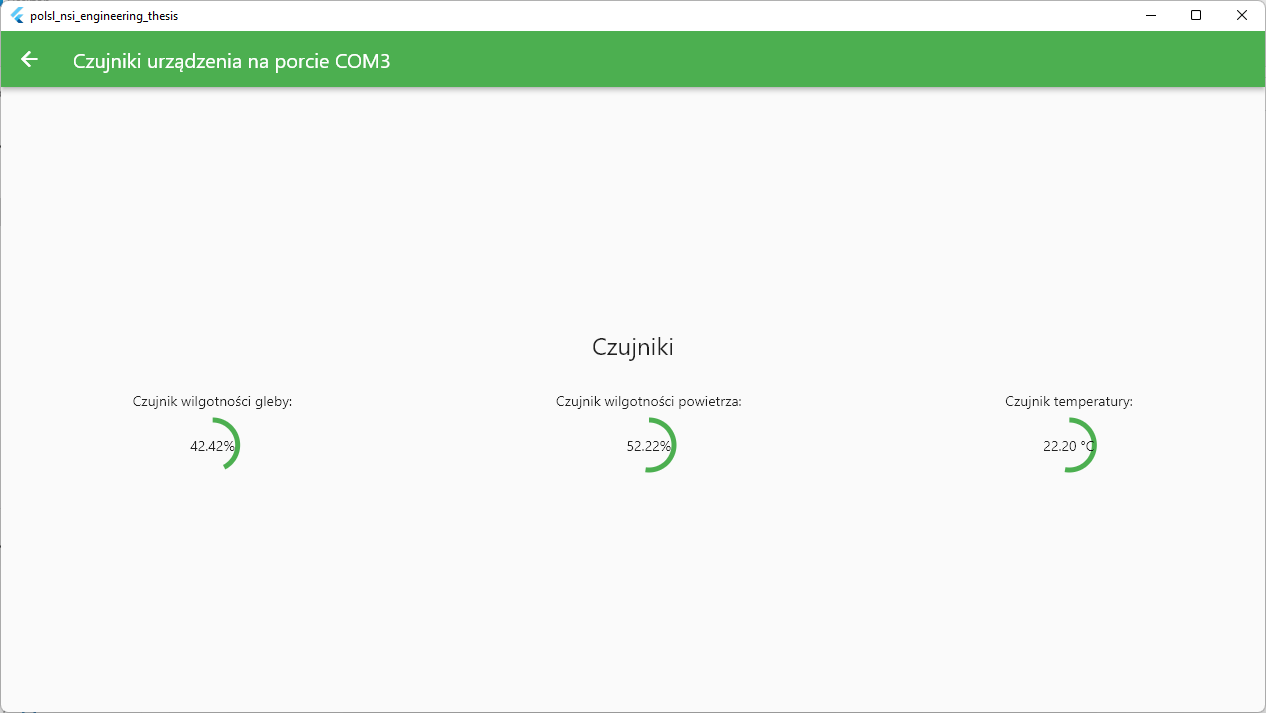 polsl_nsi_engineering_thesis
Czujniki urządzenia na porcie COM3
Czujniki
Czujnik wilgotności gleby:
42.42%
Czujnik wilgotności powietrza:
52.22%
Czujnik temperatury:
22.20 °C